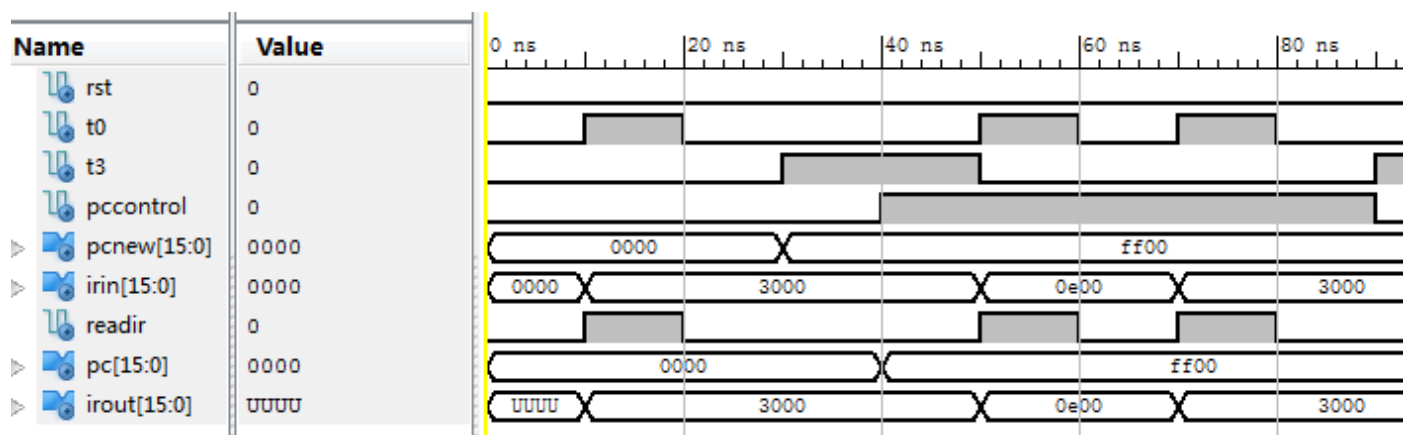 Name Value 0 ns 20 ns 40 ns 60 ns 80 ns
rst 0
t0 0
t3 0
pccontrol 0
pcnew[15:0] 0000 0000 ff00
irin[15:0] 0000 0000 3000 0e00 3000
readir 0
pc[15:0] 0000 0000 ff00
irout[15:0] UUUU UUUU 3000 0e00 3000